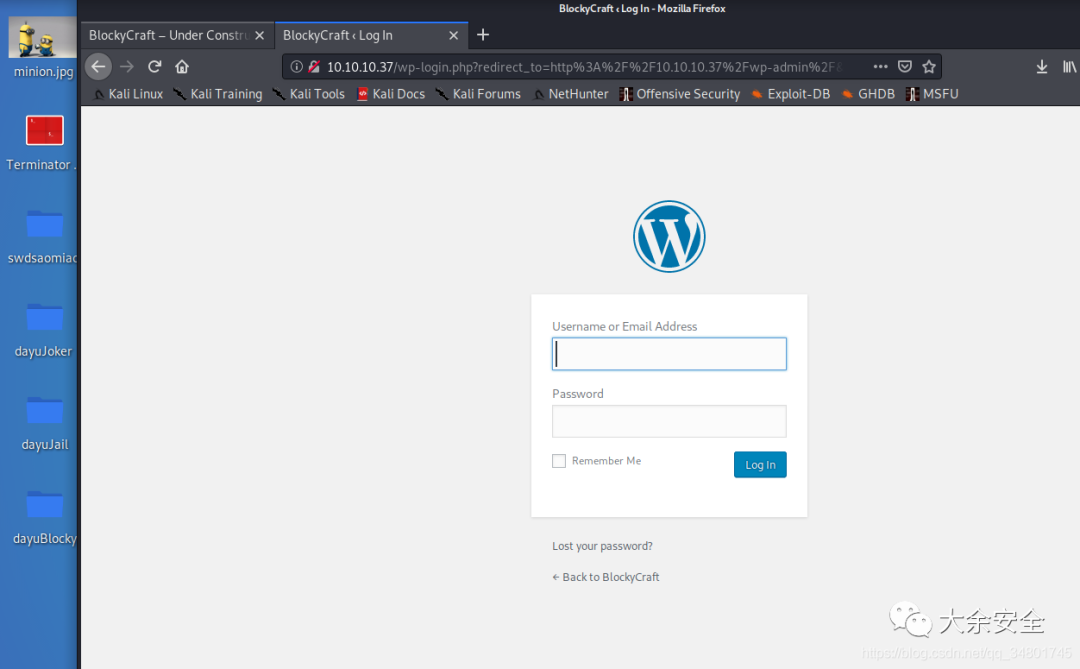 BlockyCraft ‹ Log In - Mozilla Firefox
BlockyCraft – Under Constru
BlockyCraft ‹ Log In
10.10.10.37/wp-login.php?redirect_to=http%3A%2F%2F10.10.10.37%2Fwp-admin%2F&
Kali Linux
Kali Training
Kali Tools
Kali Docs
Kali Forums
NetHunter
Offensive Security
Exploit-DB
GHDB
MSFU
minion.jpg
Terminator .
swdsaomiao
dayuJoker
dayuJail
dayuBlocky
Username or Email Address
Password
Remember Me
Log In
Lost your password?
← Back to BlockyCraft
大余安全
https://blog.csdn.net/qq_34801745